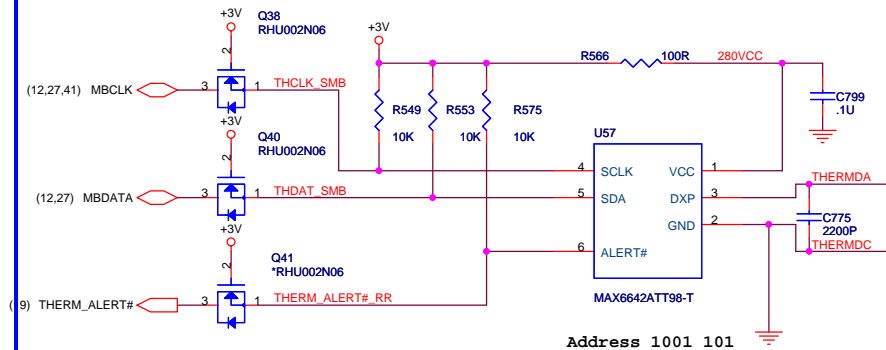 +3V
Q38
RHU002N06
2
(12,27,41) MBCLK
3
1
THCLK_SMB
+3V
Q40
RHU002N06
2
(12,27) MBDATA
3
1
THDAT_SMB
+3V
Q41
*RHU002N06
2
THERM_ALERT#
3
1
THERM_ALERT#_RR
+3V
R549
10K
R553
10K
R575
10K
R566
100R
280VCC
C799
.1U
U57
4
SCLK
VCC
1
5
SDA
DXP
3
GND
2
6
ALERT#
MAX6642ATT98-T
THERMDA
C775
2200P
THERMDC
Address 1001 101